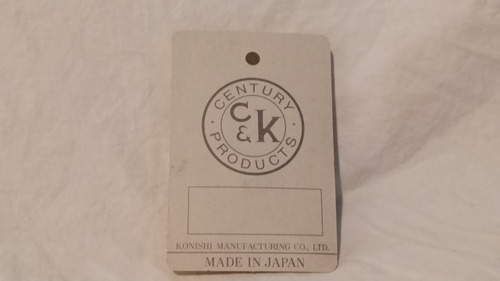 · CENTURY ·
C & K
PRODUCTS
KONISHI MANUFACTURING CO., LTD.
MADE IN JAPAN